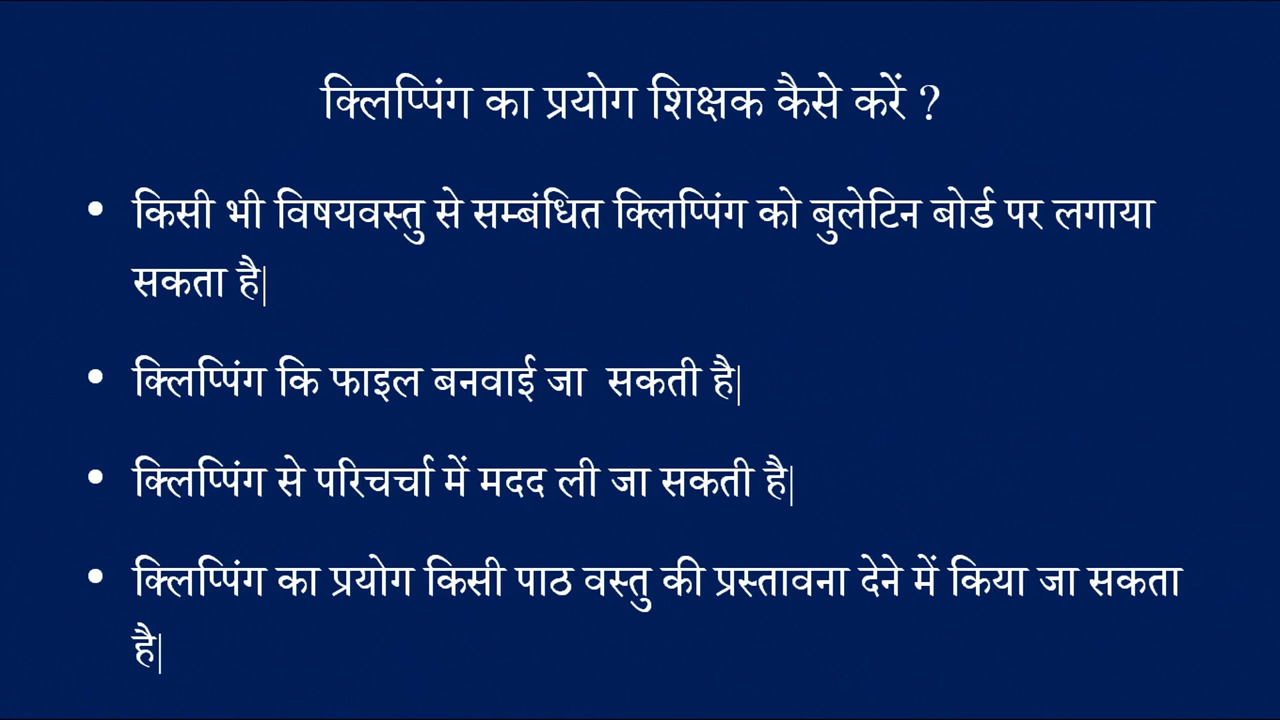 क्लिप्पिंग का प्रयोग शिक्षक कैसे करें ?
• किसी भी विषयवस्तु से सम्बंधित क्लिप्पिंग को बुलेटिन बोर्ड पर लगाया
सकता है|
• क्लिप्पिंग कि फाइल बनवाई जा सकती है|
• क्लिप्पिंग से परिचर्चा में मदद ली जा सकती है|
• क्लिप्पिंग का प्रयोग किसी पाठ वस्तु की प्रस्तावना देने में किया जा सकता
है|